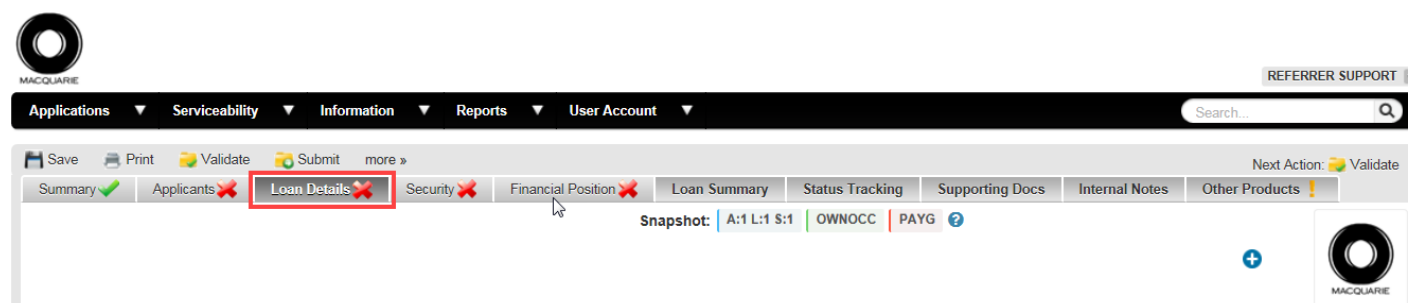 MACQUARIE
REFERRER SUPPORT
Applications Serviceability Information Reports User Account Search...
Save Print Validate Submit more » Next Action: Validate
Summary Applicants Loan Details Security Financial Position Loan Summary Status Tracking Supporting Docs Internal Notes Other Products
Snapshot: A:1 L:1 S:1 OWNOCC PAYG
MACQUARIE